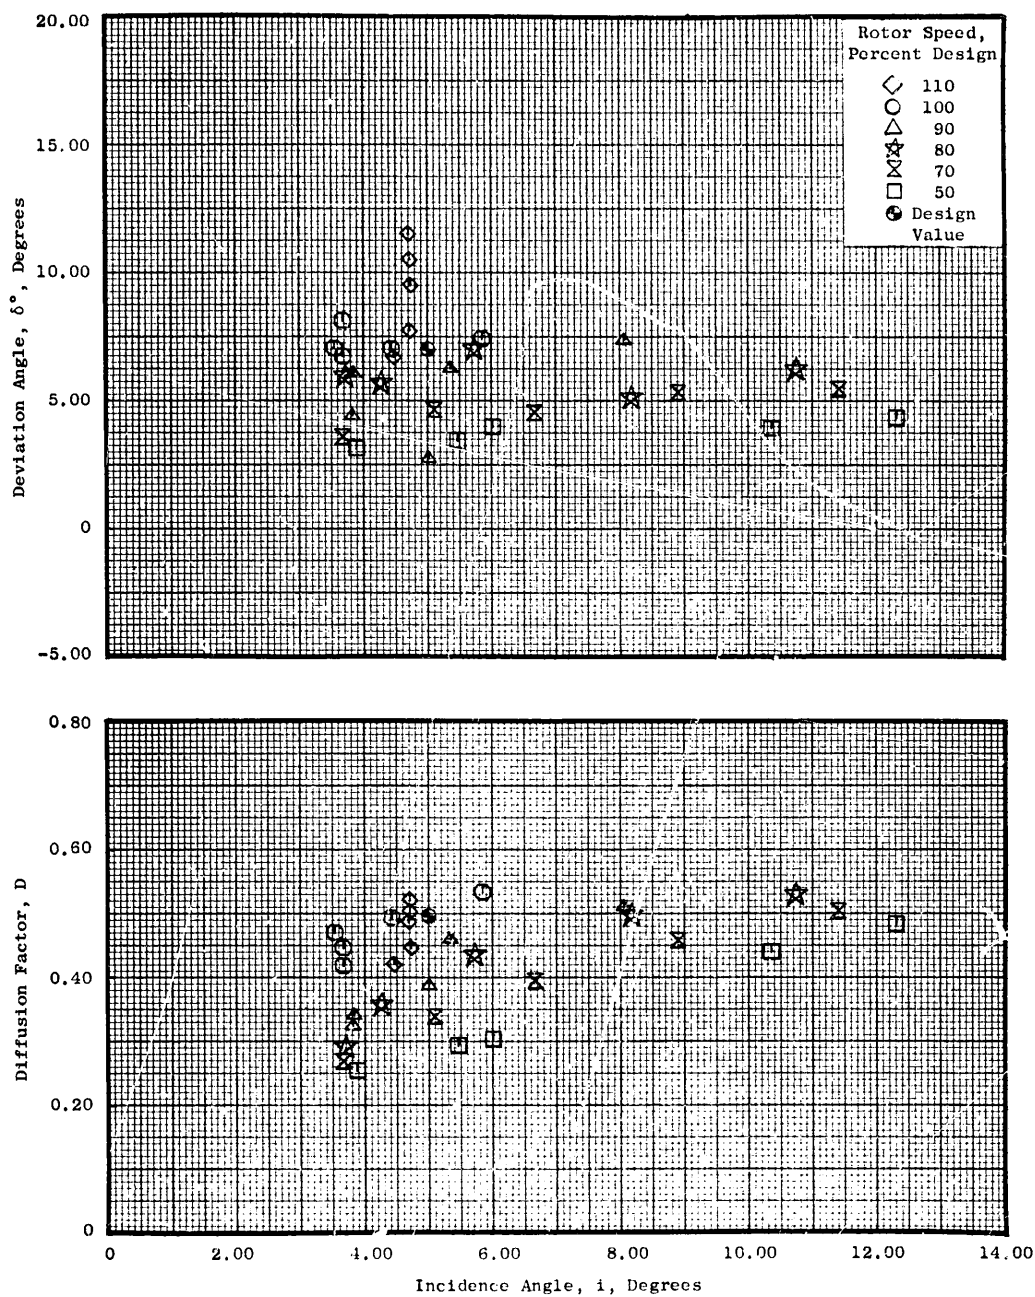 20.00
15.00
10.00
5.00
0
-5.00
Deviation Angle, δ°, Degrees
Rotor Speed,
Percent Design
110
100
90
80
70
50
Design
Value
0.80
0.60
0.40
0.20
0
Diffusion Factor, D
0 2.00 4.00 6.00 8.00 10.00 12.00 14.00
Incidence Angle, i, Degrees